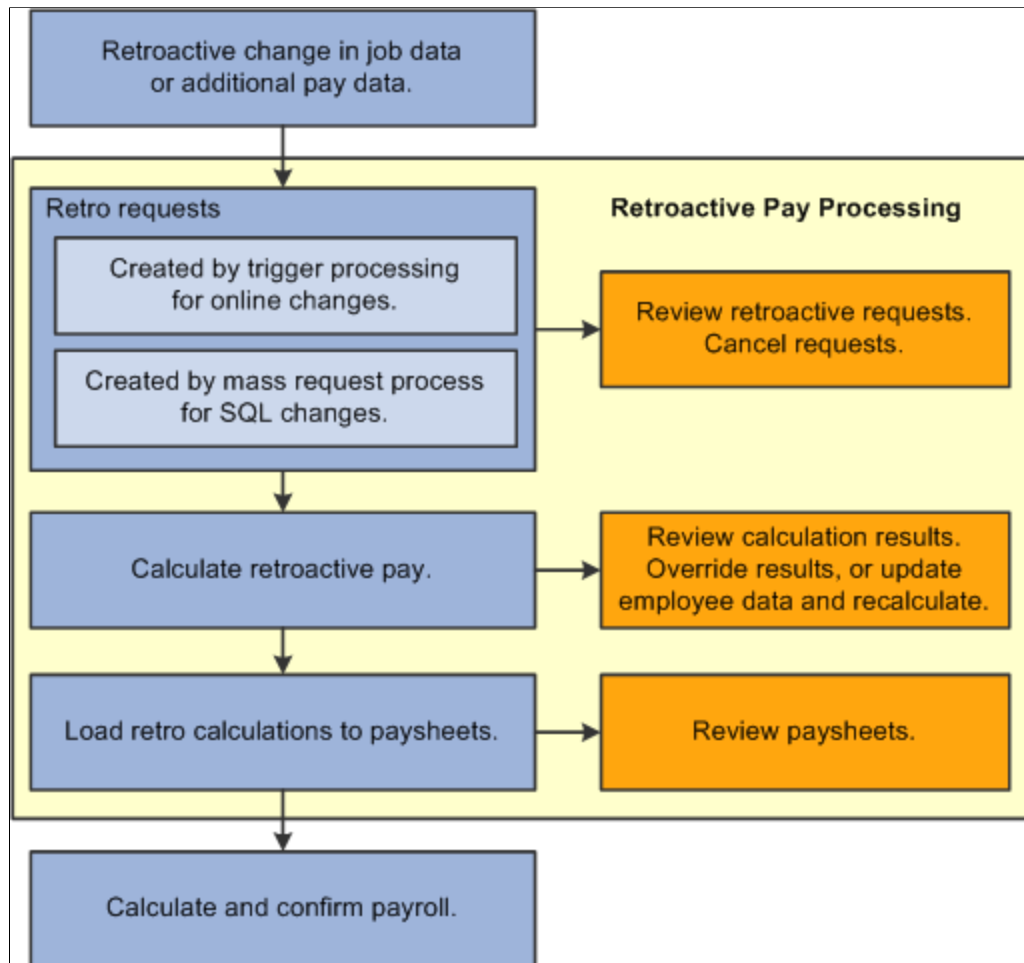 Retroactive change in job data
or additional pay data.
Retro requests
Retroactive Pay Processing
Created by trigger processing
for online changes.
Created by mass request process
for SQL changes.
Review retroactive requests.
Cancel requests.
Calculate retroactive pay.
Review calculation results.
Override results, or update
employee data and recalculate.
Load retro calculations to paysheets.
Review paysheets.
Calculate and confirm payroll.